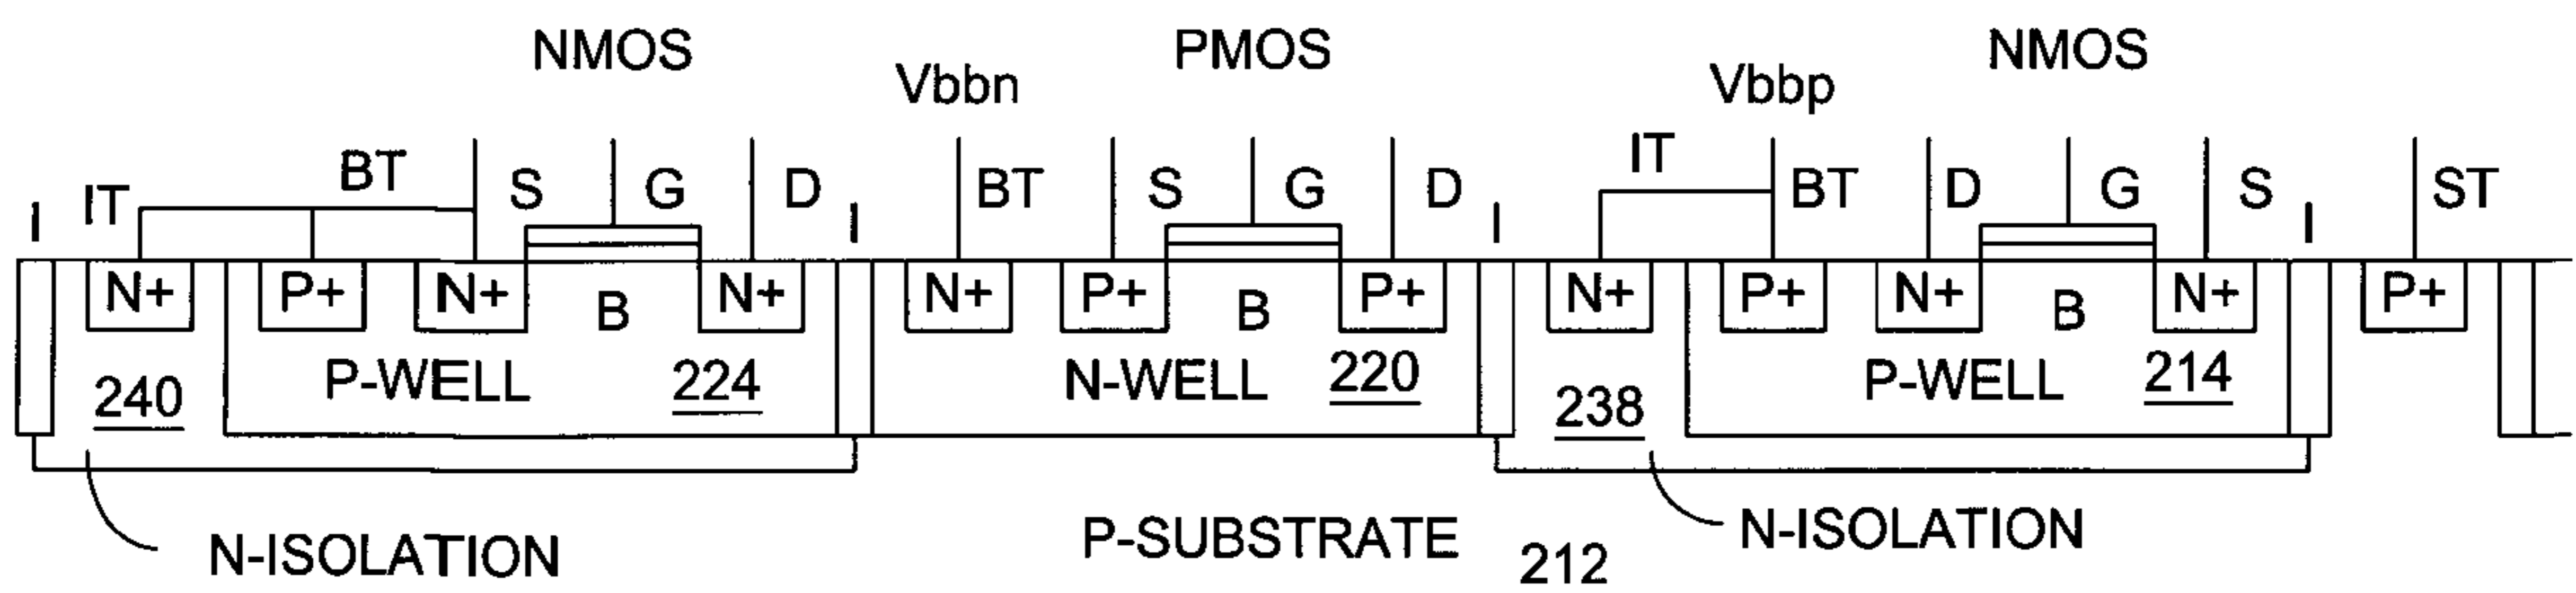 NMOS PMOS NMOS
Vbbn Vbbp
IT
BT
I IT S G D I BT S G D I BT D G S I ST
N+ P+ N+ B N+ N+ P+ B P+ N+ P+ N+ B N+ P+
240 P-WELL 224 N-WELL 220 238 P-WELL 214
N-ISOLATION P-SUBSTRATE 212 N-ISOLATION